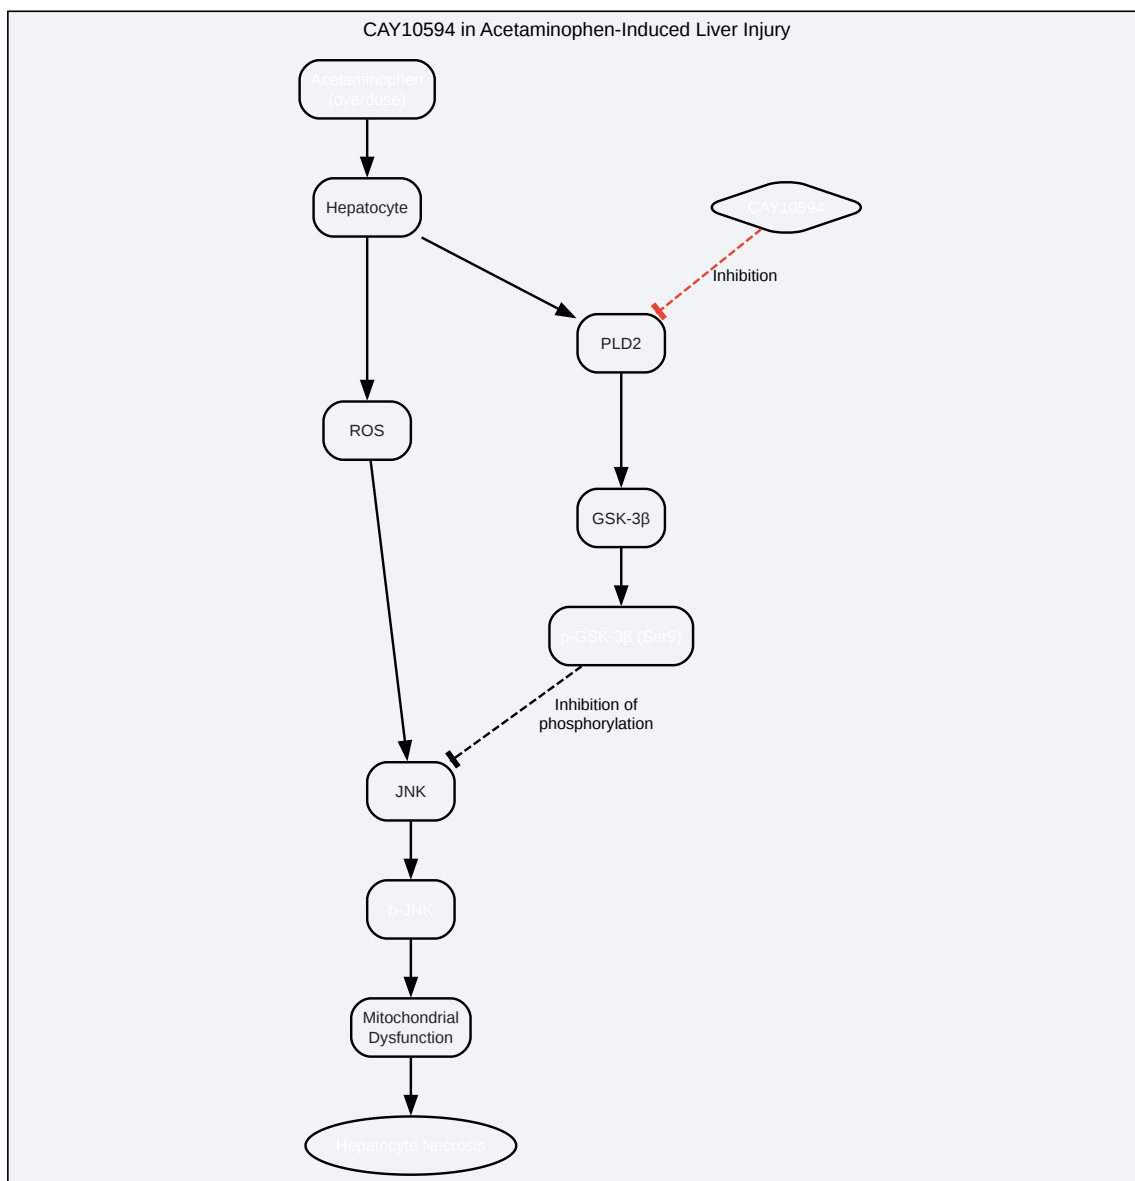 CAY10594 in Acetaminophen-Induced Liver Injury
Acetaminophen
(overdose)
Hepatocyte
CAY10594
Inhibition
PLD2
ROS
GSK-3β
p-GSK-3β (Ser9)
Inhibition of
phosphorylation
JNK
p-JNK
Mitochondrial
Dysfunction
Hepatocyte Necrosis